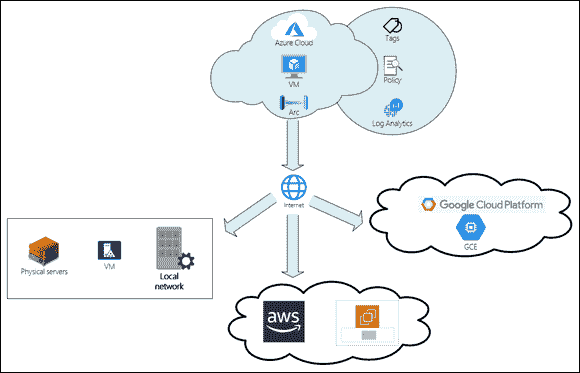 Azure Cloud
Tags
VM
Policy
Arc
Log Analytics
Internet
Google Cloud Platform
GCE
Physical servers
VM
Local
network
aws